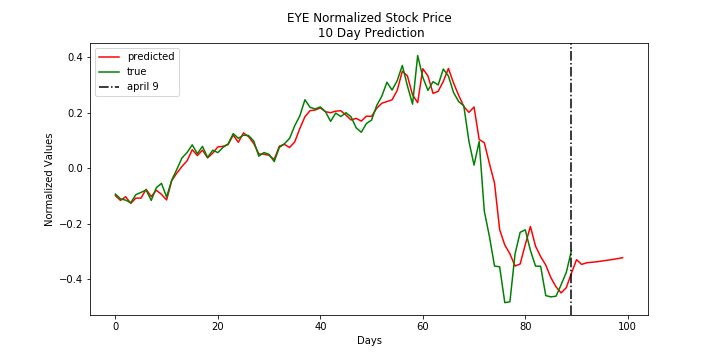 EYE Normalized Stock Price
10 Day Prediction
predicted
true
april 9
Normalized Values
0.4
0.2
0.0
−0.2
−0.4
0
20
40
60
80
100
Days